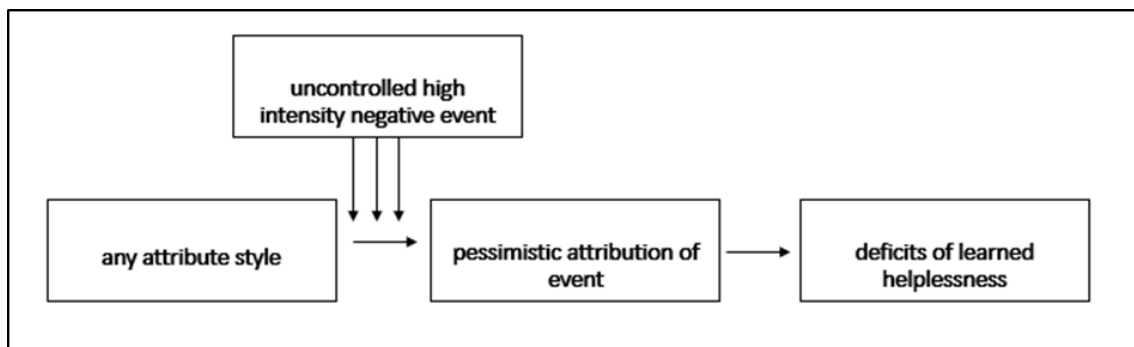 uncontrolled high
intensity negative event
any attribute style
pessimistic attribution of
event
deficits of learned
helplessness